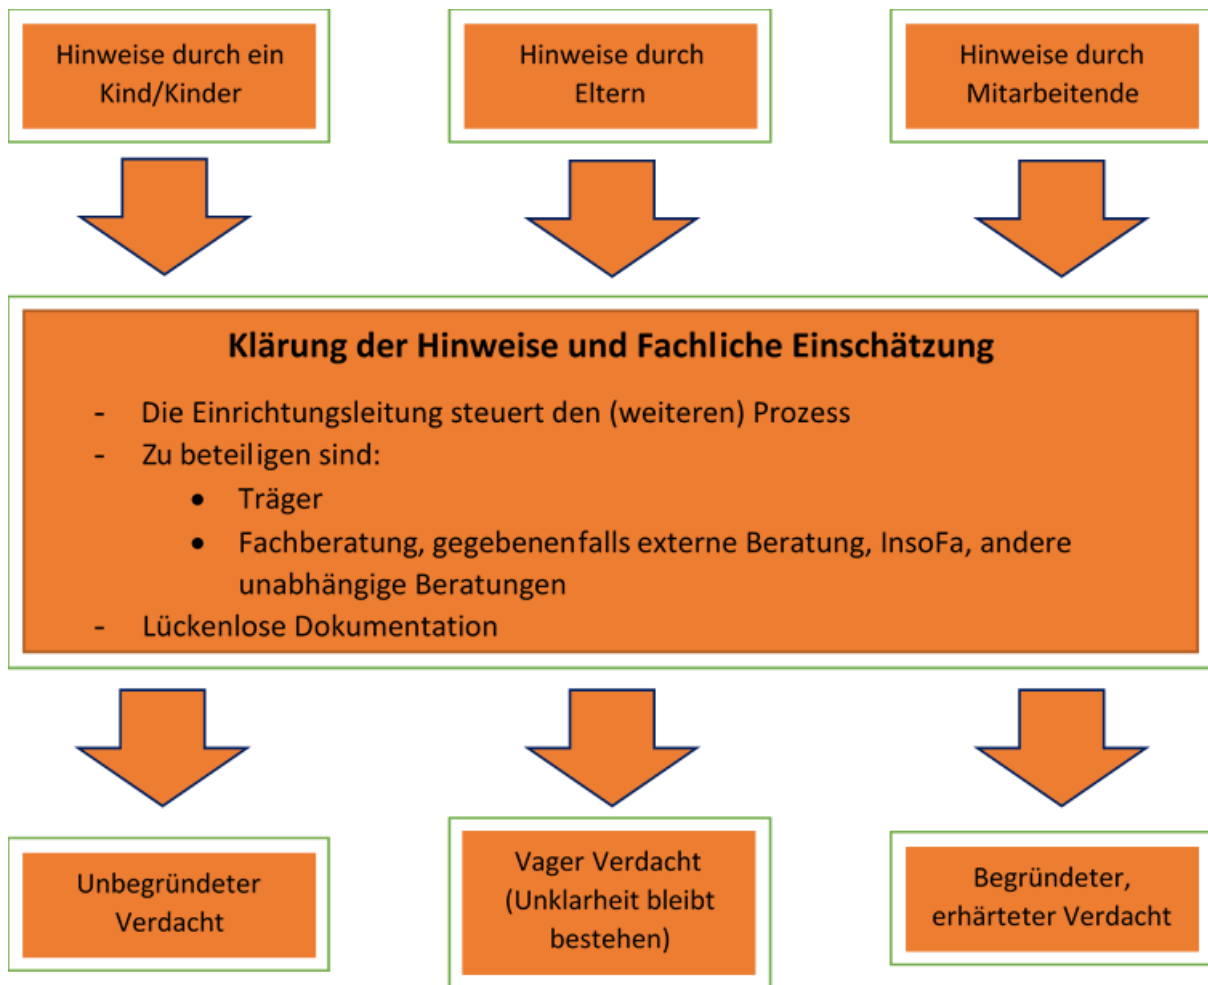 Hinweise durch ein
Kind/Kinder
Hinweise durch
Eltern
Hinweise durch
Mitarbeitende
Klärung der Hinweise und Fachliche Einschätzung
- Die Einrichtungsleitung steuert den (weiteren) Prozess
- Zu beteiligen sind:
• Träger
• Fachberatung, gegebenenfalls externe Beratung, InsoFa, andere
unabhängige Beratungen
- Lückenlose Dokumentation
Unbegründeter
Verdacht
Vager Verdacht
(Unklarheit bleibt
bestehen)
Begründeter,
erhärteter Verdacht